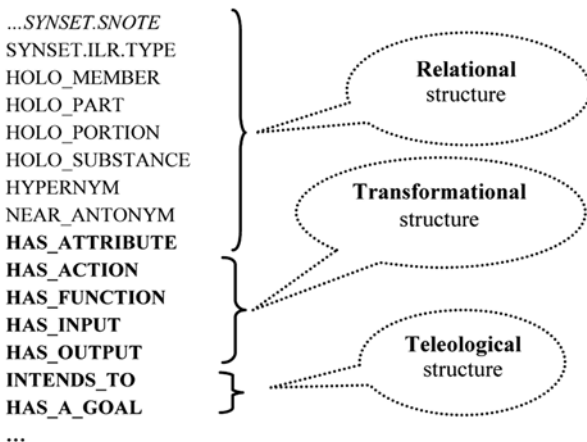 ...SYNSET.SNOTE
SYNSET.ILR.TYPE
HOLO_MEMBER
HOLO_PART
HOLO_PORTION
HOLO_SUBSTANCE
HYPERNYM
NEAR_ANTONYM
HAS_ATTRIBUTE
HAS_ACTION
HAS_FUNCTION
HAS_INPUT
HAS_OUTPUT
INTENDS_TO
HAS_A_GOAL
...
Relational
structure
Transformational
structure
Teleological
structure